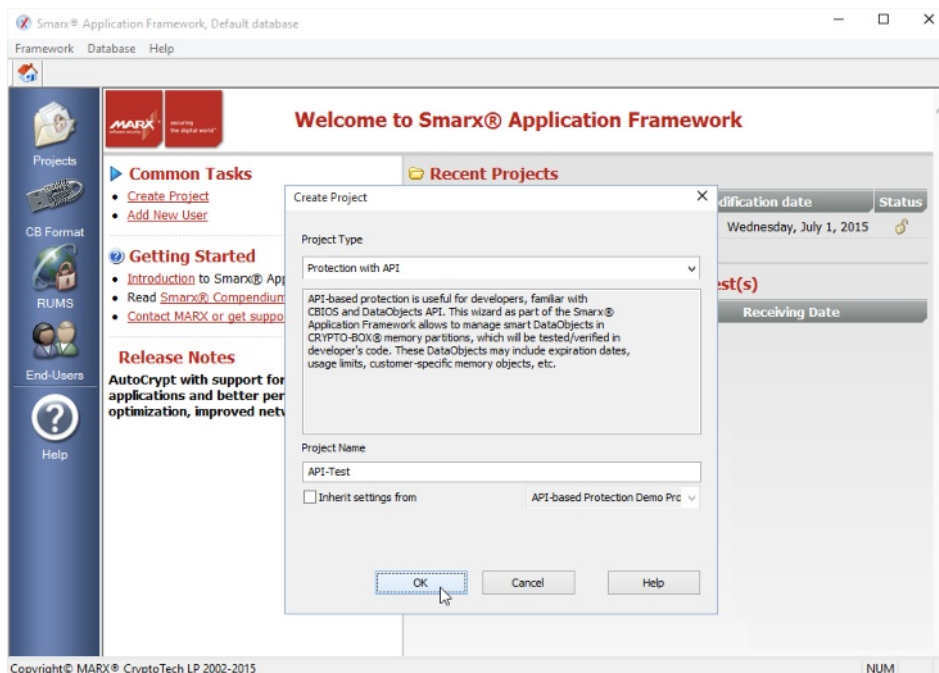 Smarx® Application Framework, Default database
Framework Database Help
MARX
securing
the digital world
Welcome to Smarx® Application Framework
Projects
CB Format
RUMS
End-Users
Help
Common Tasks
Create Project
Add New User
Getting Started
Introduction to Smarx®
Read Smarx® Compendium
Contact MARX or get
Release Notes
AutoCrypt with support for
applications and better
optimization, improved
Recent Projects
date Status
Wednesday, July 1, 2015
Receiving Date
Create Project
Project Type
Protection with API
API-based protection is useful for developers, familiar with
CBIOS and DataObjects API. This wizard as part of the Smarx®
Application Framework allows to manage smart DataObjects in
CRYPTO-BOX® memory partitions, which will be tested/verified in
developer's code. These DataObjects may include expiration dates,
usage limits, customer-specific memory objects, etc.
Project Name
API-Test
Inherit settings from API-based Protection Demo
OK Cancel Help
Copyright© MARX® CryptoTech LP 2002-2015 NUM